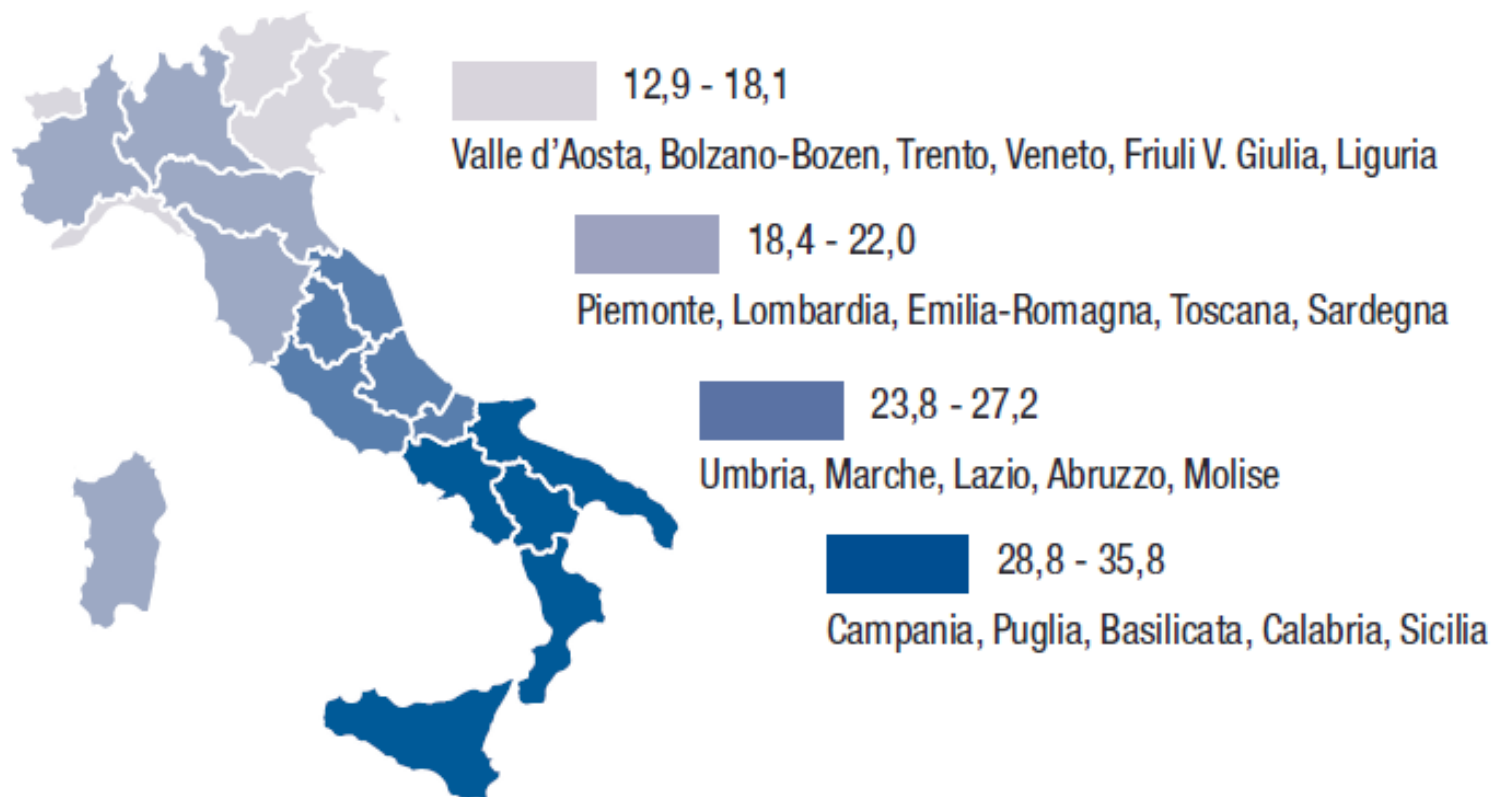 12,9 - 18,1
Valle d’Aosta, Bolzano-Bozen, Trento, Veneto, Friuli V. Giulia, Liguria
18,4 - 22,0
Piemonte, Lombardia, Emilia-Romagna, Toscana, Sardegna
23,8 - 27,2
Umbria, Marche, Lazio, Abruzzo, Molise
28,8 - 35,8
Campania, Puglia, Basilicata, Calabria, Sicilia